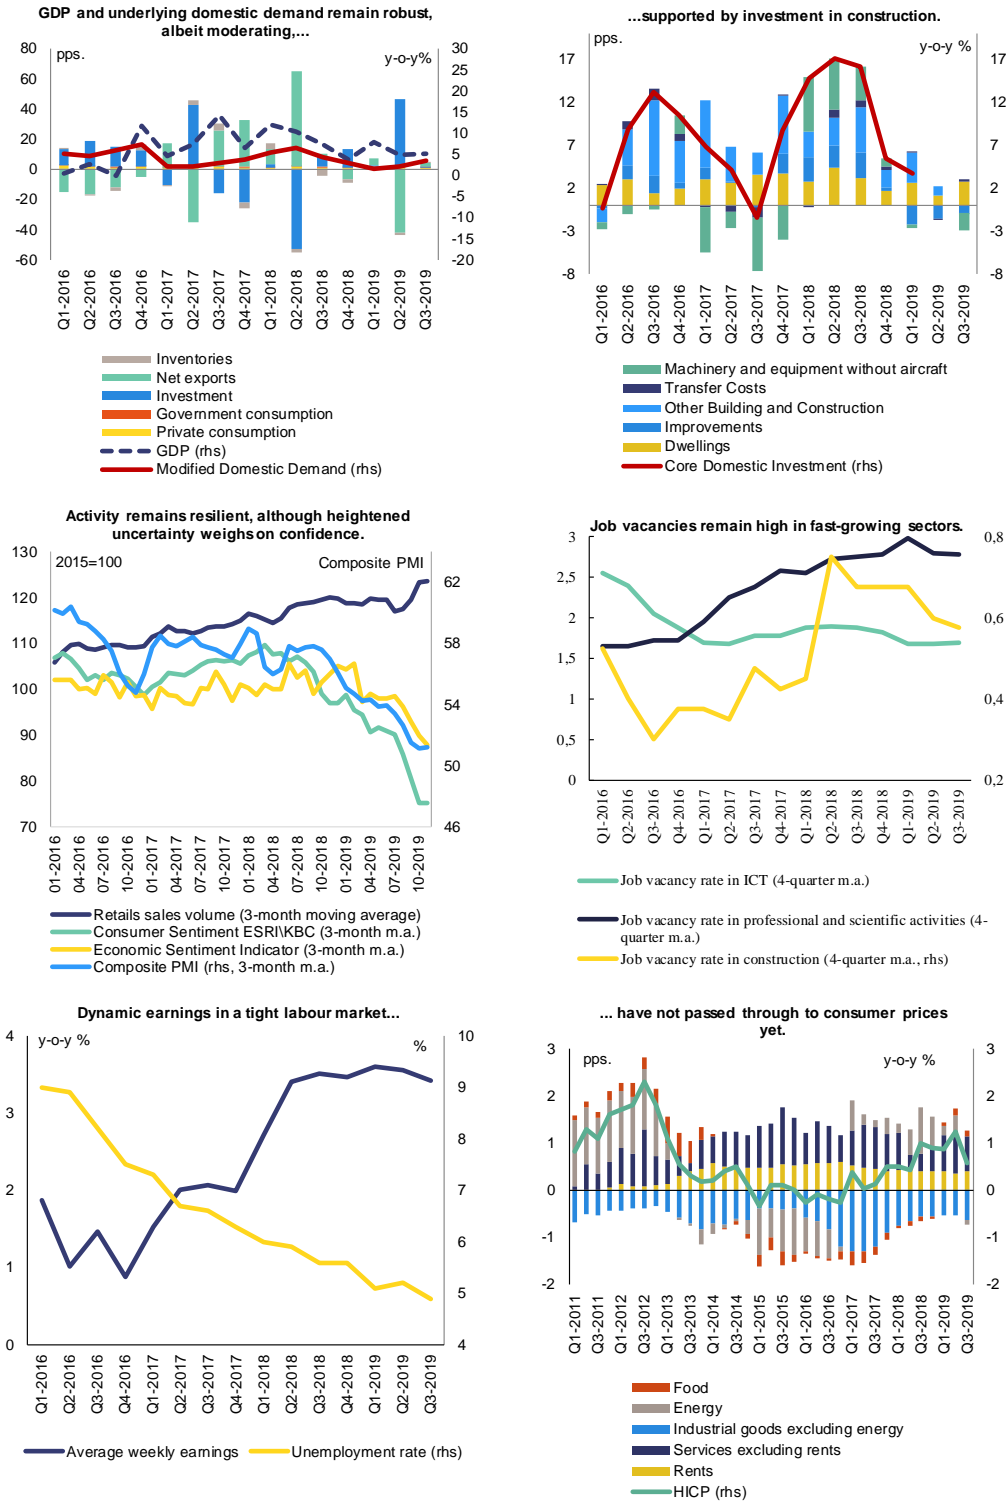 GDP and underlying domestic demand remain robust,
albeit moderating,...
pps.
y-o-y%
80
60
40
20
0
-20
-40
-60
30
25
20
15
10
5
0
-5
-10
-15
-20
Q1-2016
Q2-2016
Q3-2016
Q4-2016
Q1-2017
Q2-2017
Q3-2017
Q4-2017
Q1-2018
Q2-2018
Q3-2018
Q4-2018
Q1-2019
Q2-2019
Q3-2019
Inventories
Net exports
Investment
Government consumption
Private consumption
GDP (rhs)
Modified Domestic Demand (rhs)
...supported by investment in construction.
pps.
y-o-y %
17
12
7
2
-3
-8
17
12
7
2
-3
-8
Q1-2016
Q2-2016
Q3-2016
Q4-2016
Q1-2017
Q2-2017
Q3-2017
Q4-2017
Q1-2018
Q2-2018
Q3-2018
Q4-2018
Q1-2019
Q2-2019
Q3-2019
Machinery and equipment without aircraft
Transfer Costs
Other Building and Construction
Improvements
Dwellings
Core Domestic Investment (rhs)
Activity remains resilient, although heightened
uncertainty weighs on confidence.
2015=100
Composite PMI
130
120
110
100
90
80
70
62
58
54
50
46
01-2016
04-2016
07-2016
10-2016
01-2017
04-2017
07-2017
10-2017
01-2018
04-2018
07-2018
10-2018
01-2019
04-2019
07-2019
10-2019
Retails sales volume (3-month moving average)
Consumer Sentiment ESRI\KBC (3-month m.a.)
Economic Sentiment Indicator (3-month m.a.)
Composite PMI (rhs, 3-month m.a.)
Job vacancies remain high in fast-growing sectors.
3
2,5
2
1,5
1
0,5
0
0,8
0,6
0,4
0,2
Q1-2016
Q2-2016
Q3-2016
Q4-2016
Q1-2017
Q2-2017
Q3-2017
Q4-2017
Q1-2018
Q2-2018
Q3-2018
Q4-2018
Q1-2019
Q2-2019
Q3-2019
Job vacancy rate in ICT (4-quarter m.a.)
Job vacancy rate in professional and scientific activities (4-
quarter m.a.)
Job vacancy rate in construction (4-quarter m.a., rhs)
Dynamic earnings in a tight labour market...
y-o-y %
%
4
3
2
1
0
10
9
8
7
6
5
4
Q1-2016
Q2-2016
Q3-2016
Q4-2016
Q1-2017
Q2-2017
Q3-2017
Q4-2017
Q1-2018
Q2-2018
Q3-2018
Q4-2018
Q1-2019
Q2-2019
Q3-2019
Average weekly earnings
Unemployment rate (rhs)
... have not passed through to consumer prices
yet.
pps.
y-o-y %
3
2
1
0
-1
-2
3
2
1
0
-1
-2
Q1-2011
Q3-2011
Q1-2012
Q3-2012
Q1-2013
Q3-2013
Q1-2014
Q3-2014
Q1-2015
Q3-2015
Q1-2016
Q3-2016
Q1-2017
Q3-2017
Q1-2018
Q3-2018
Q1-2019
Q3-2019
Food
Energy
Industrial goods excluding energy
Services excluding rents
Rents
HICP (rhs)